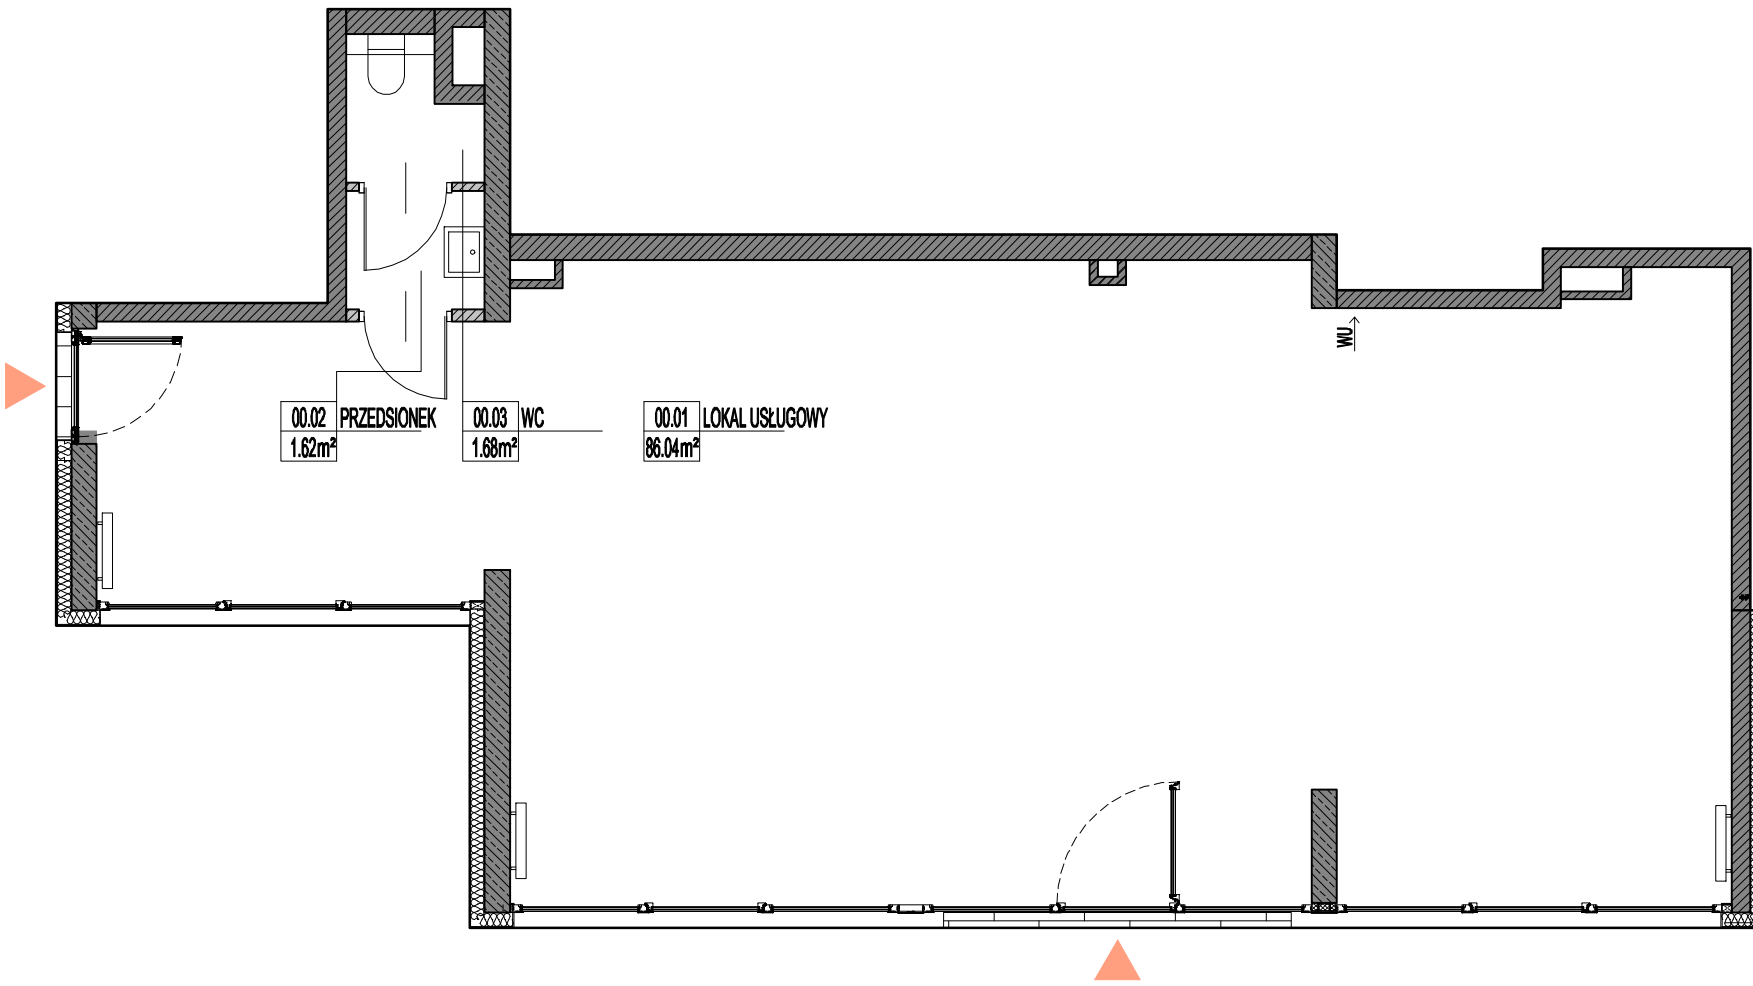 WU
00.02 PRZEDSIONEK
1.62m²
00.03 WC
1.68m²
00.01 LOKAL USŁUGOWY
86.04m²